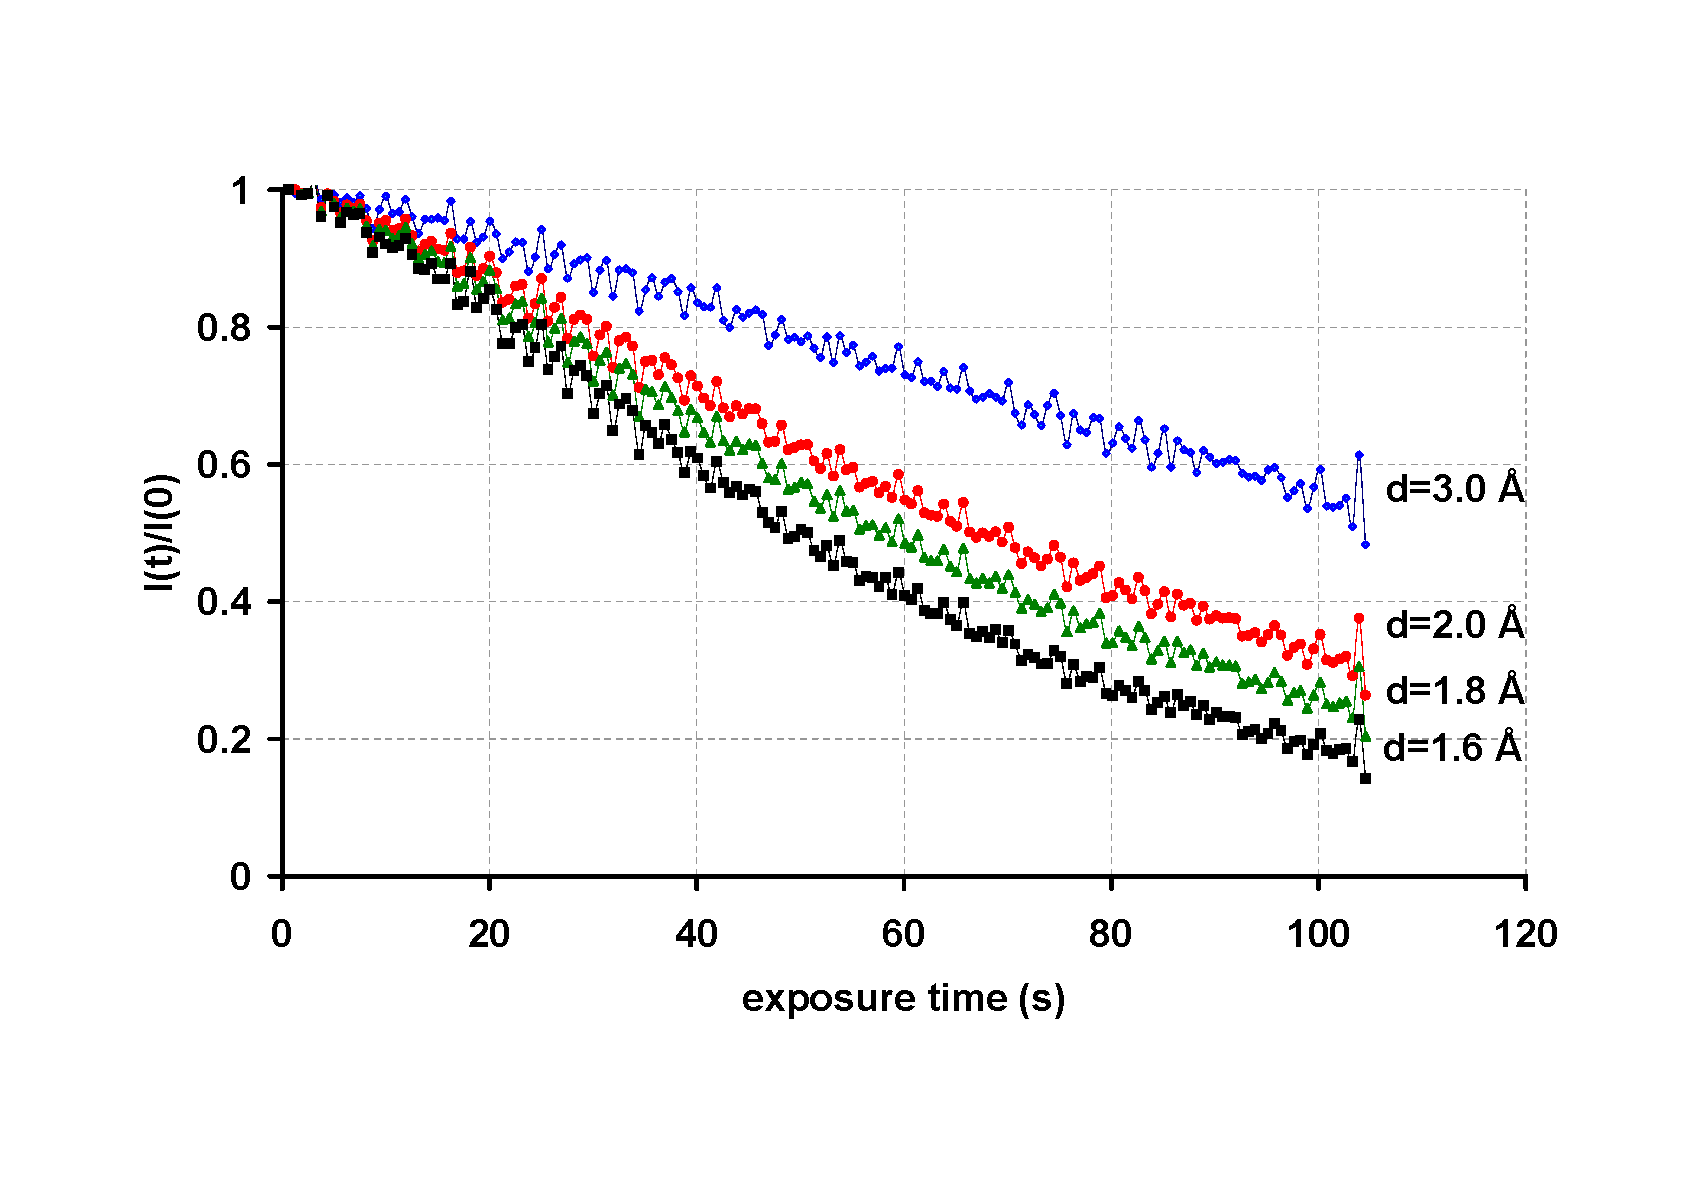 1
0.8
0.6
0.4
0.2
0
I(t)/I(0)
d=3.0 Å
d=2.0 Å
d=1.8 Å
d=1.6 Å
0 20 40 60 80 100 120
exposure time (s)